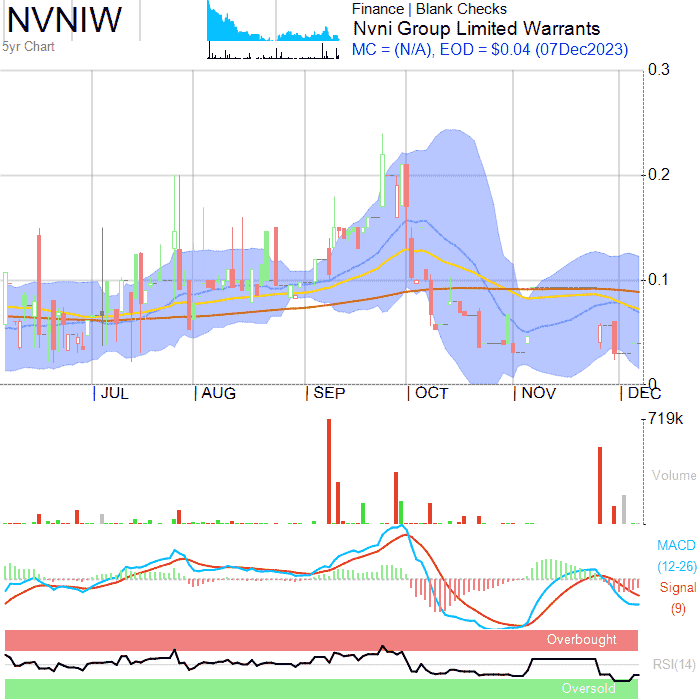 NVNIW
5yr Chart
Finance | Blank Checks
Nvni Group Limited Warrants
MC = (N/A), EOD = $0.04 (07Dec2023)
0.3
0.2
0.1
0
JUL AUG SEP OCT NOV DEC
719k
Volume
MACD
(12-26)
Signal
(9)
Overbought
RSI(14)
Oversold